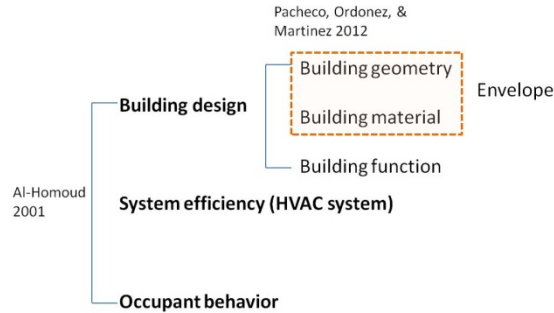 Pacheco, Ordonez, &
Martinez 2012
Building geometry
Envelope
Building design
Building material
Building function
Al-Homoud
2001
System efficiency (HVAC system)
Occupant behavior